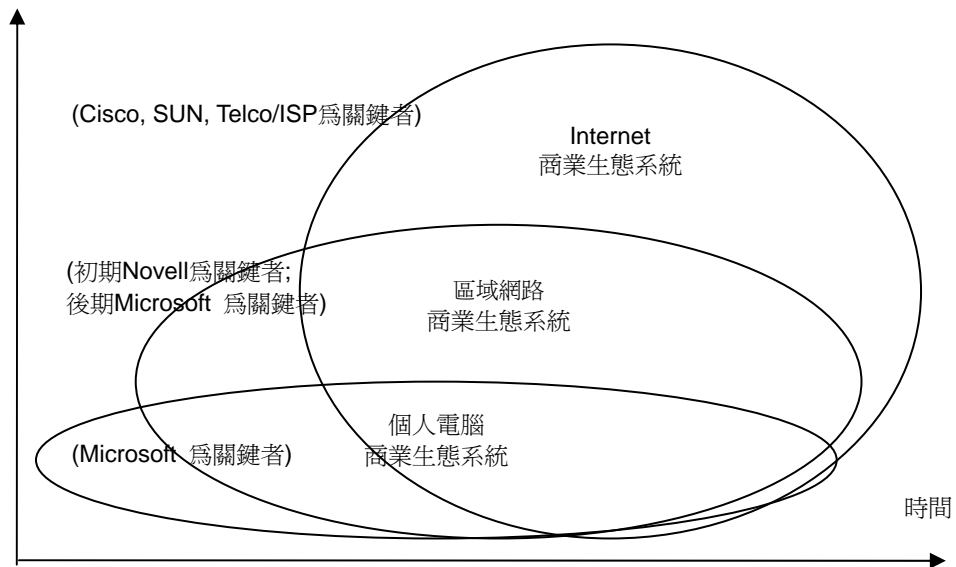 (Cisco, SUN, Telco/ISP爲關鍵者)
Internet
商業生態系統
(初期Novell爲關鍵者;
後期Microsoft 爲關鍵者)
區域網路
商業生態系統
個人電腦
商業生態系統
(Microsoft 爲關鍵者)
時間